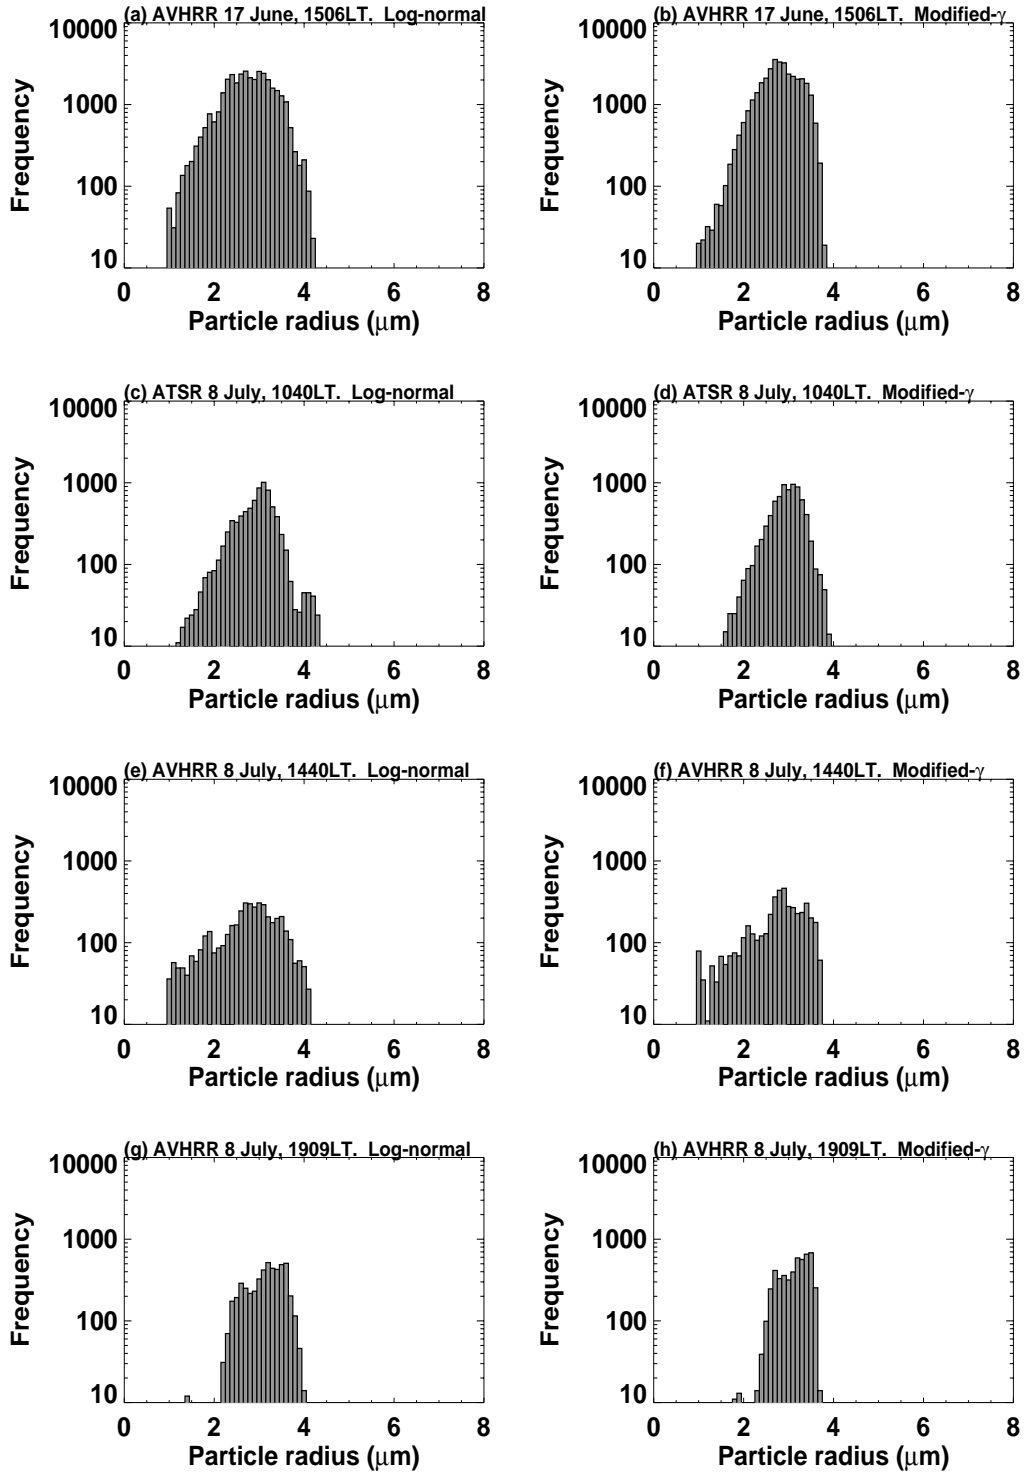 (a) AVHRR 17 June, 1506LT. Log-normal
10000
1000
100
10
Frequency
0 2 4 6 8
Particle radius (μm)
(b) AVHRR 17 June, 1506LT. Modified-γ
10000
1000
100
10
Frequency
0 2 4 6 8
Particle radius (μm)
(c) ATSR 8 July, 1040LT. Log-normal
10000
1000
100
10
Frequency
0 2 4 6 8
Particle radius (μm)
(d) ATSR 8 July, 1040LT. Modified-γ
10000
1000
100
10
Frequency
0 2 4 6 8
Particle radius (μm)
(e) AVHRR 8 July, 1440LT. Log-normal
10000
1000
100
10
Frequency
0 2 4 6 8
Particle radius (μm)
(f) AVHRR 8 July, 1440LT. Modified-γ
10000
1000
100
10
Frequency
0 2 4 6 8
Particle radius (μm)
(g) AVHRR 8 July, 1909LT. Log-normal
10000
1000
100
10
Frequency
0 2 4 6 8
Particle radius (μm)
(h) AVHRR 8 July, 1909LT. Modified-γ
10000
1000
100
10
Frequency
0 2 4 6 8
Particle radius (μm)